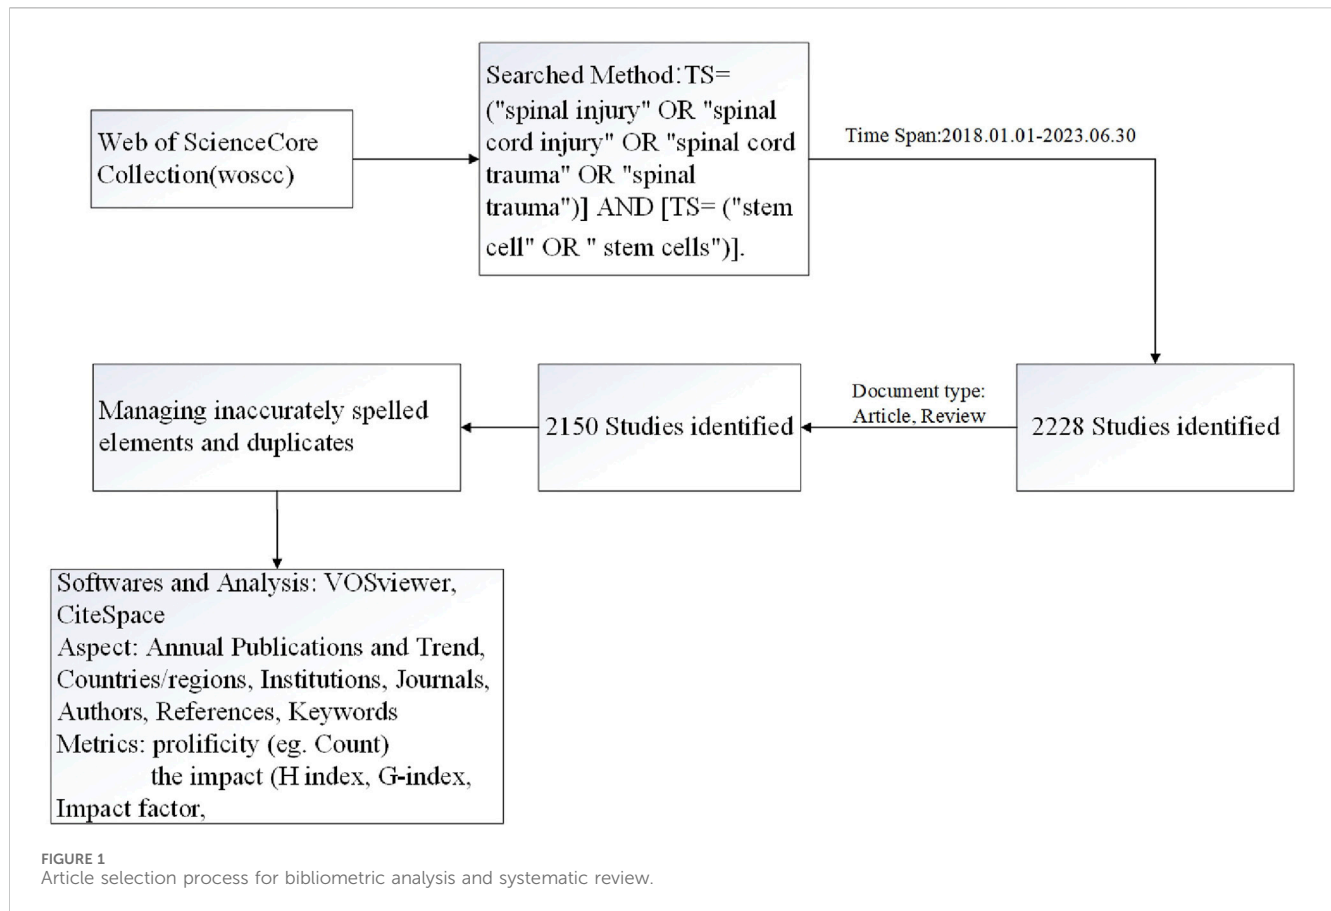 Web of ScienceCore
Collection(woscc)
Searched Method:TS=
("spinal injury" OR "spinal
cord injury" OR "spinal cord
trauma" OR "spinal
trauma")] AND [TS= ("stem
cell" OR " stem cells")].
Time Span:2018.01.01-2023.06.30
2228 Studies identified
Document type:
Article, Review
2150 Studies identified
Managing inaccurately spelled
elements and duplicates
Softwares and Analysis: VOSviewer,
CiteSpace
Aspect: Annual Publications and Trend,
Countries/regions, Institutions, Journals,
Authors, References, Keywords
Metrics: prolificity (eg. Count)
the impact (H index, G-index,
Impact factor,
FIGURE 1
Article selection process for bibliometric analysis and systematic review.